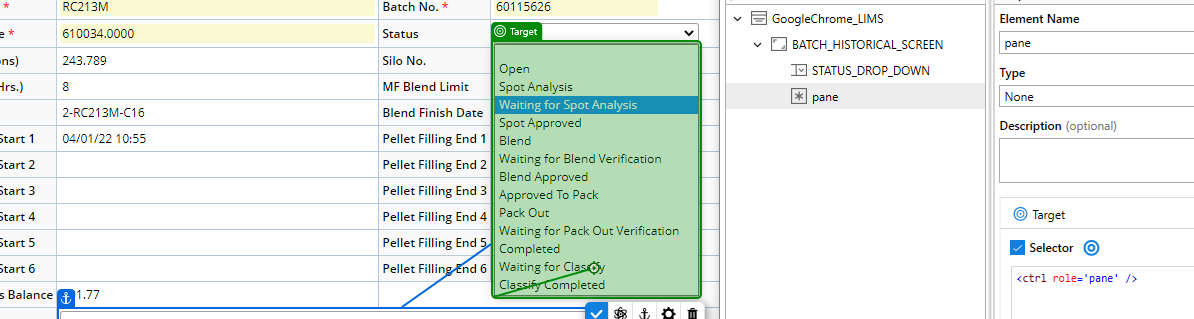 * RC213M Batch No. * 60115626
e * 610034.0000 Status
ons) 243.789 Silo No.
Hrs.) 8 MF Blend Limit
2-RC213M-C16 Blend Finish Date
Start 1 04/01/22 10:55 Pellet Filling End 1
Start 2 Pellet Filling End 2
Start 3 Pellet Filling End 3
Start 4 Pellet Filling End 4
Start 5 Pellet Filling End 5
Start 6 Pellet Filling End 6
s Balance 1.77
Target
Open
Spot Analysis
Waiting for Spot Analysis
Spot Approved
Blend
Waiting for Blend Verification
Blend Approved
Approved To Pack
Pack Out
Waiting for Pack Out Verification
Completed
Waiting for Classify
Classify Completed
GoogleChrome_LIMS
BATCH_HISTORICAL_SCREEN
STATUS_DROP_DOWN
pane
Element Name
pane
Type
None
Description (optional)
Target
Selector
<ctrl role='pane' />